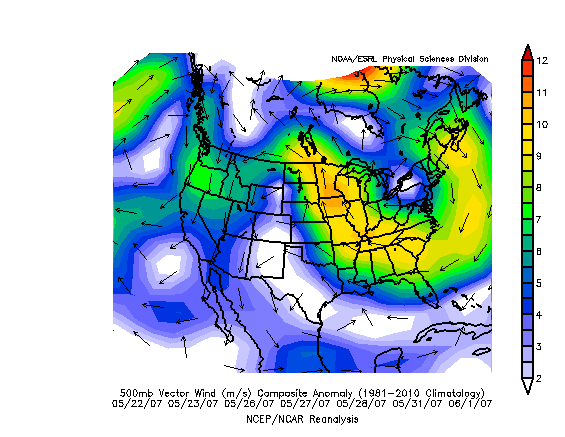 NOAA/ESRL Physical Sciences Division
12
11
10
9
8
7
6
5
4
3
2
500mb Vector Wind (m/s) Composite Anomaly (1981-2010 Climatology)
05/22/07 05/23/07 05/26/07 05/27/07 05/28/07 05/31/07 06/1/07
NCEP/NCAR Reanalysis